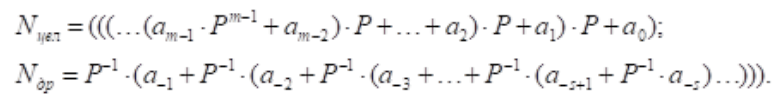 N_цел = (((…(a_{m-1} · P^{m-1} + a_{m-2}) · P + … + a_2) · P + a_1) · P + a_0);
N_др = P^{-1} · (a_{-1} + P^{-1} · (a_{-2} + P^{-1} · (a_{-3} + … + P^{-1} · (a_{-s+1} + P^{-1} · a_{-s})…))).